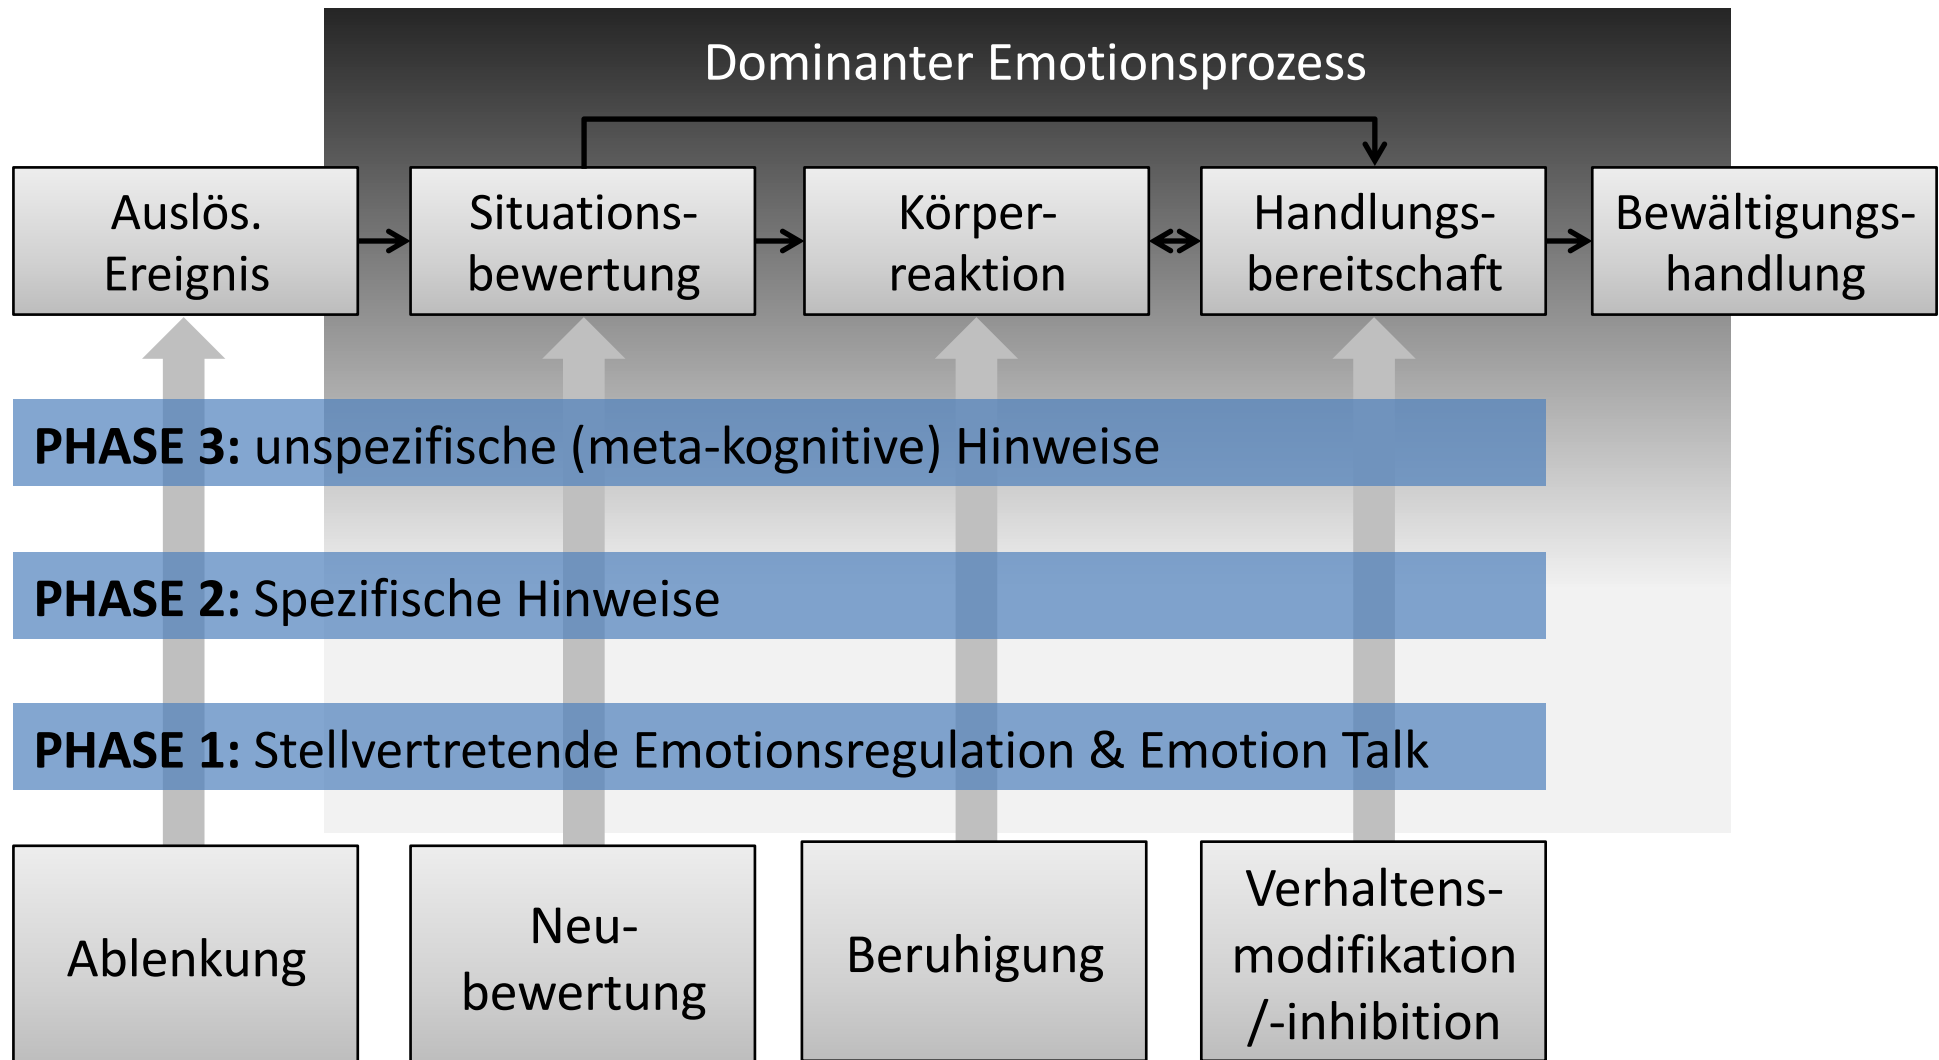 Dominanter Emotionsprozess
Auslös.
Ereignis
Situations-
bewertung
Körper-
reaktion
Handlungs-
bereitschaft
Bewältigungs-
handlung
PHASE 3: unspezifische (meta-kognitive) Hinweise
PHASE 2: Spezifische Hinweise
PHASE 1: Stellvertretende Emotionsregulation & Emotion Talk
Ablenkung
Neu-
bewertung
Beruhigung
Verhaltens-
modifikation
/-inhibition